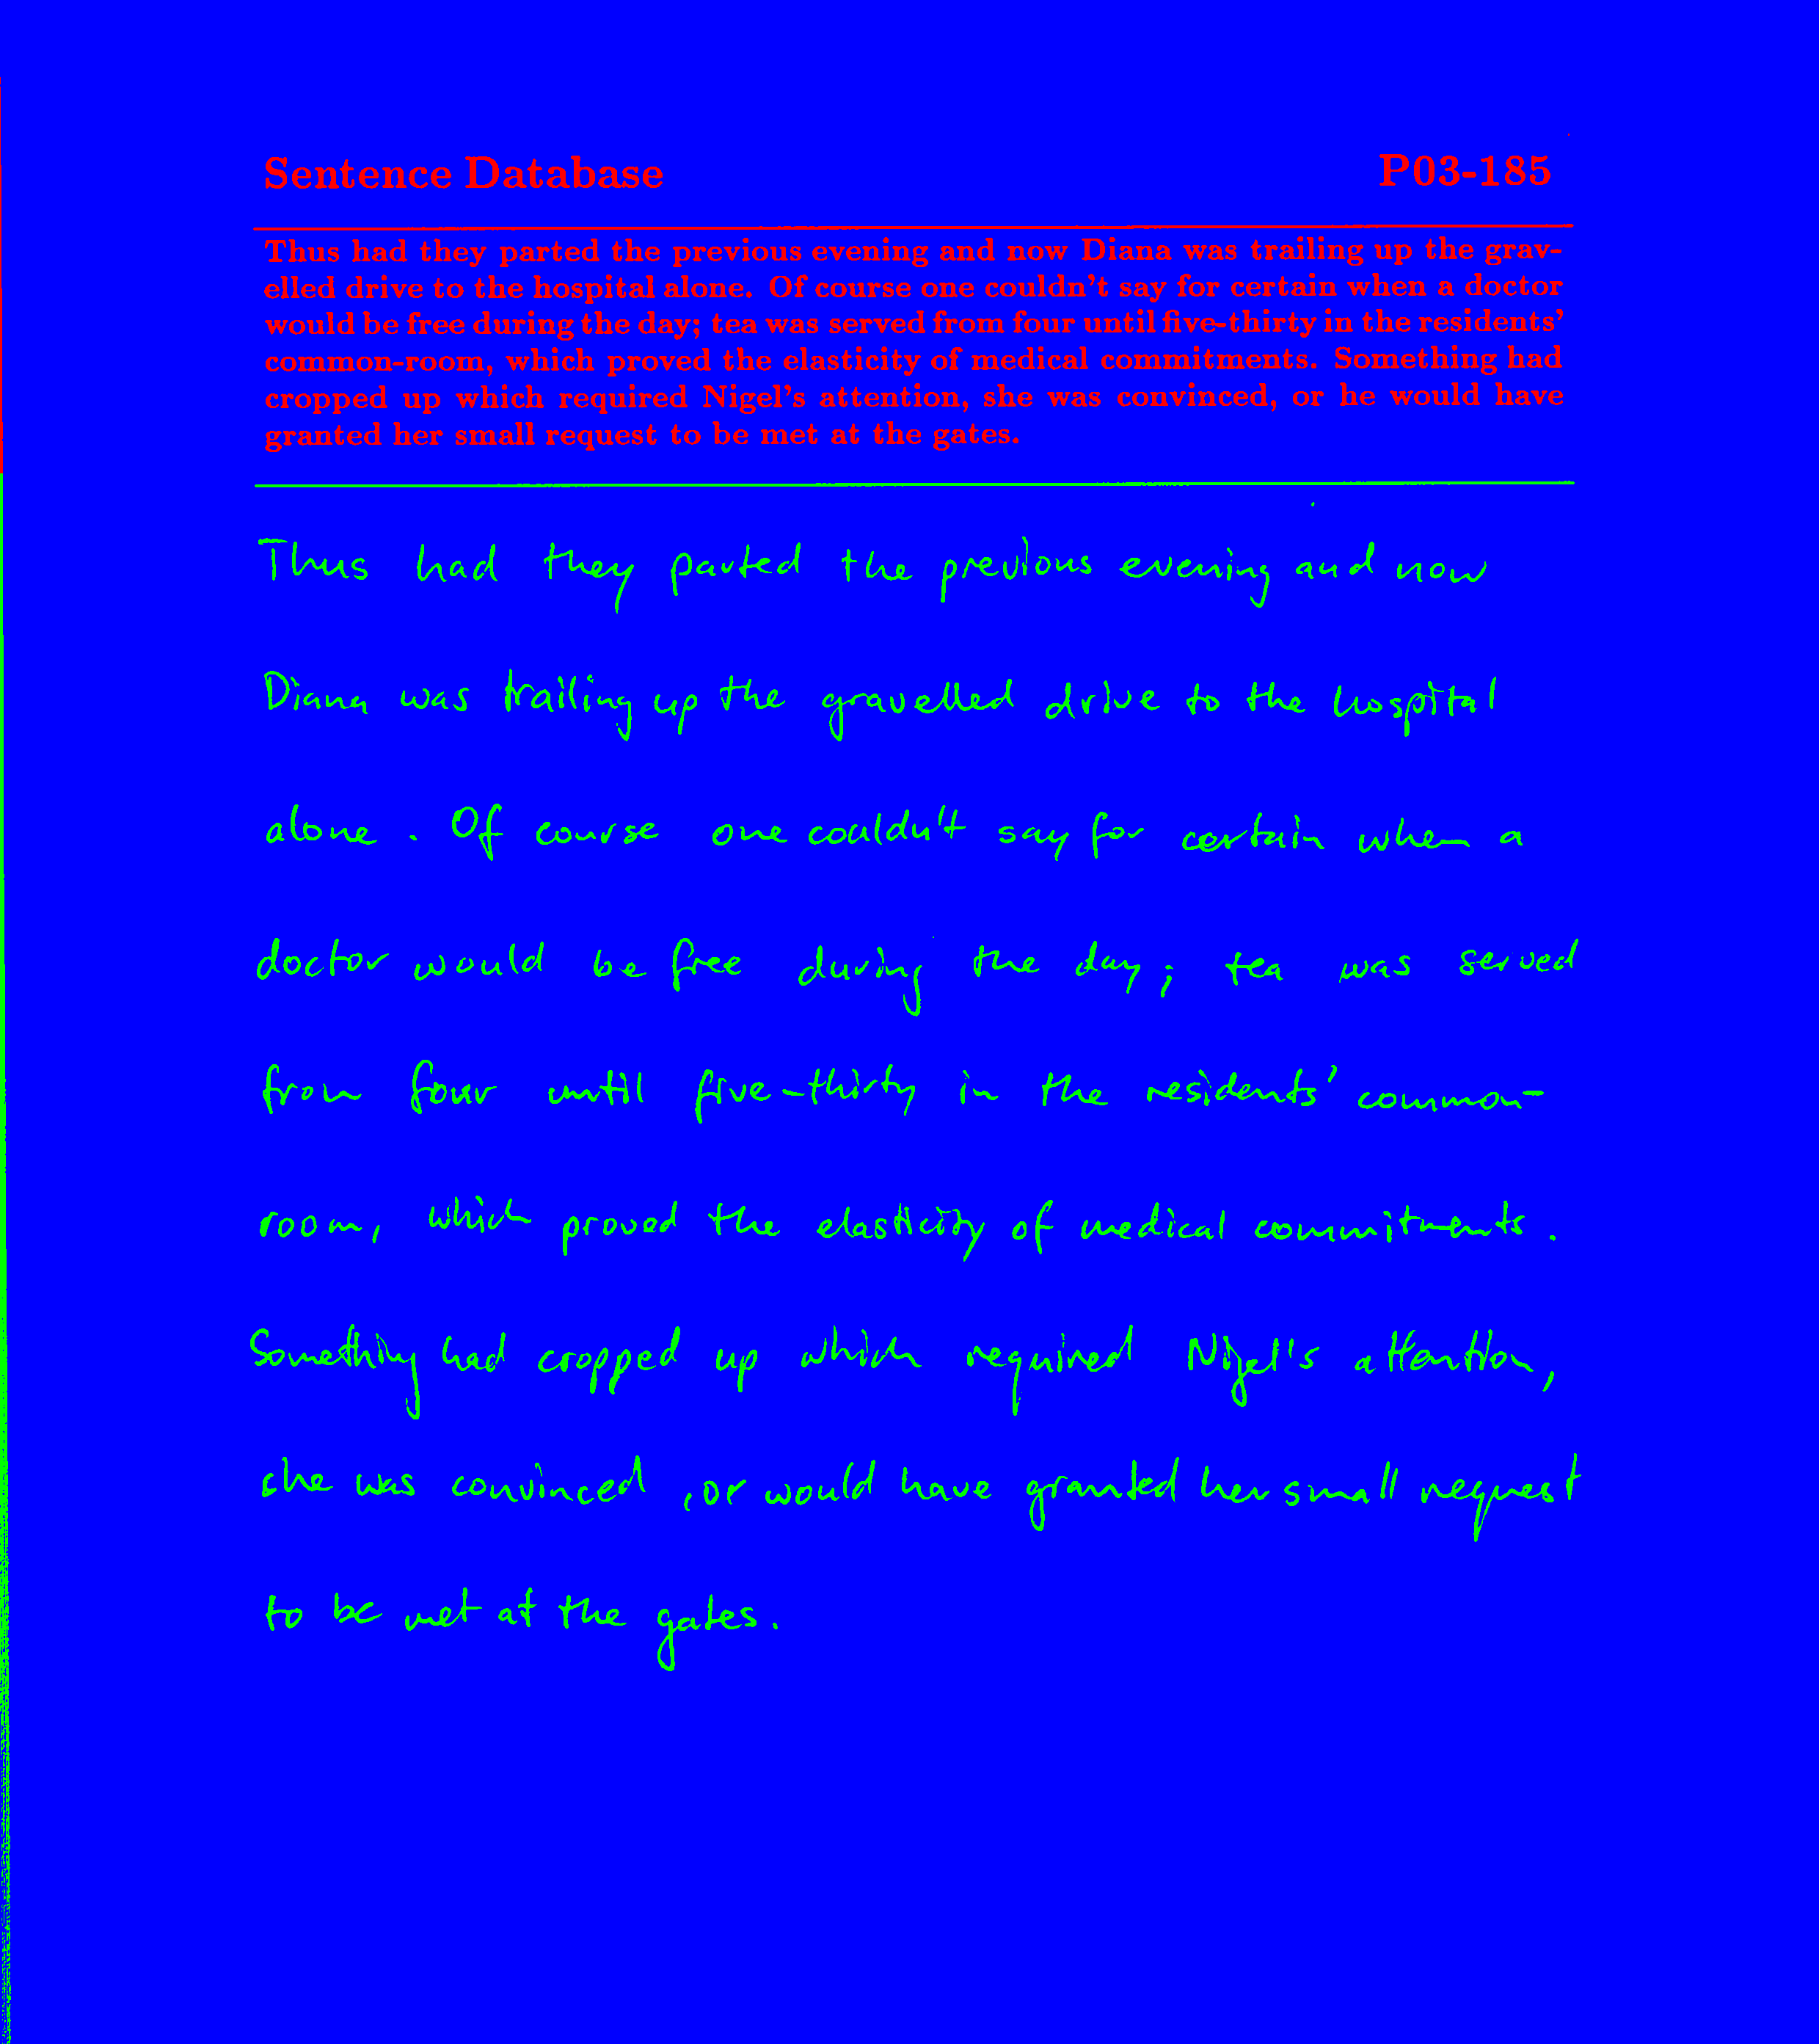 Sentence Database P03-185
Thus had they parted the previous evening and now Diana was trailing up the grav-
elled drive to the hospital alone. Of course one couldn't say for certain when a doctor
would be free during the day; tea was served from four until five-thirty in the residents'
common-room, which proved the elasticity of medical commitments. Something had
cropped up which required Nigel's attention, she was convinced, or he would have
granted her small request to be met at the gates.
Thus had they parted the previous evening and now
Diana was trailing up the gravelled drive to the hospital
alone. Of course one couldn't say for certain when a
doctor would be free during the day; tea was served
from four until five-thirty in the residents' common-
room, which proved the elasticity of medical commitments.
Something had cropped up which required Nigel's attention,
she was convinced, or would have granted her small request
to be met at the gates.